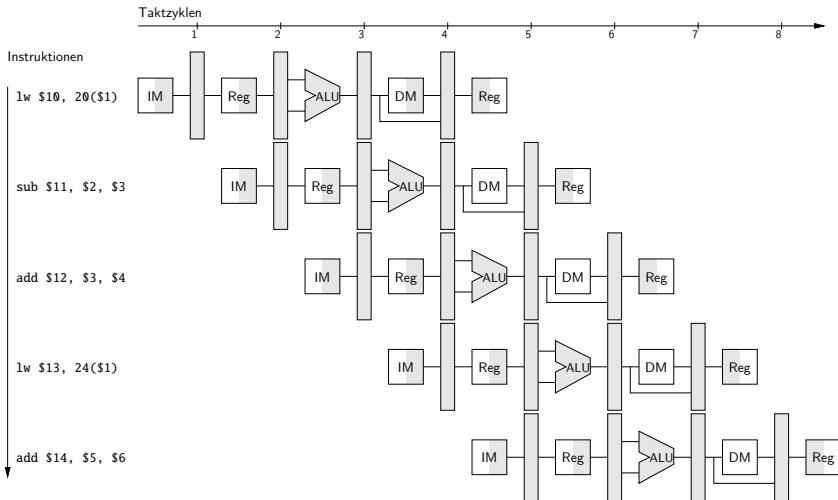 Taktzyklen
1 2 3 4 5 6 7 8
Instruktionen
lw $10, 20($1) IM Reg ALU DM Reg
sub $11, $2, $3 IM Reg ALU DM Reg
add $12, $3, $4 IM Reg ALU DM Reg
lw $13, 24($1) IM Reg ALU DM Reg
add $14, $5, $6 IM Reg ALU DM Reg